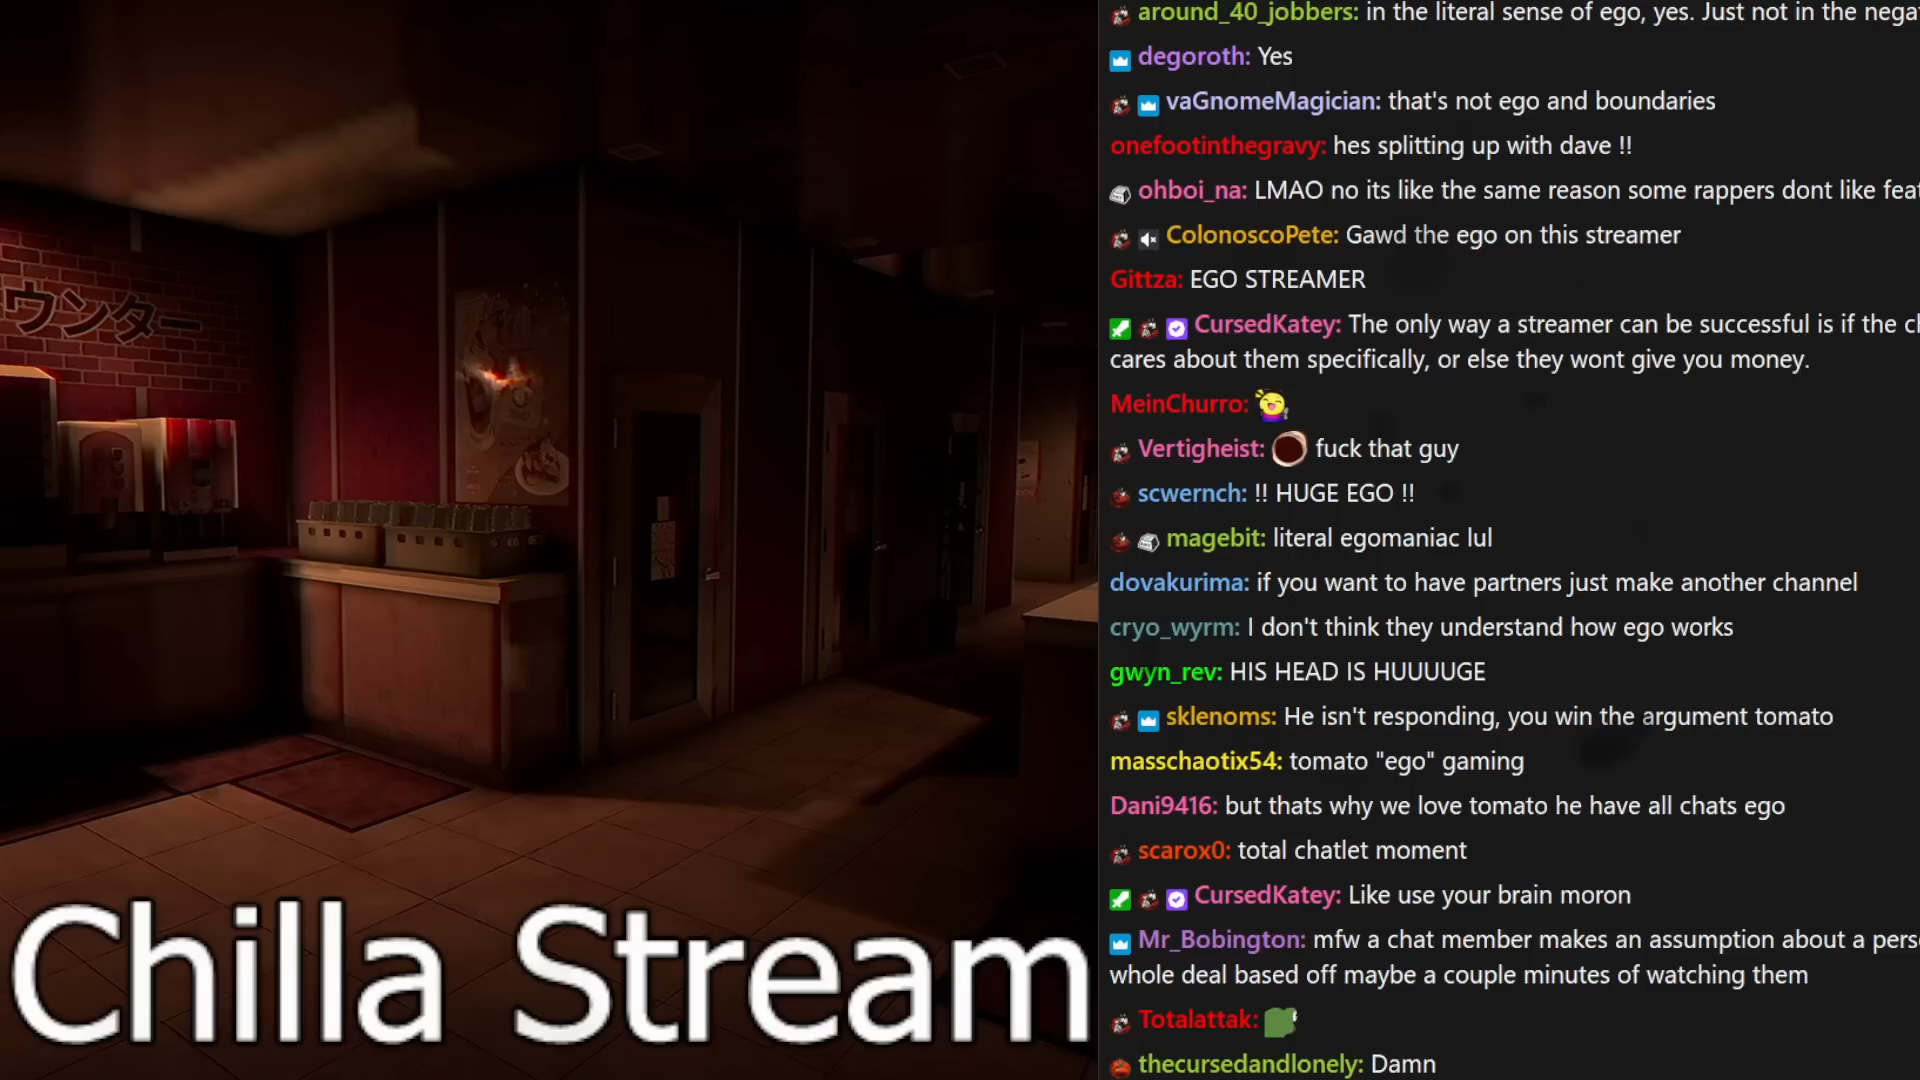 around_40_jobbers: in the literal sense of ego, yes. Just not in the nega
degoroth: Yes
vaGnomeMagician: that's not ego and boundaries
onefootinthegravy: hes splitting up with dave !!
ohboi_na: LMAO no its like the same reason some rappers dont like feat
ColonoscoPete: Gawd the ego on this streamer
Gittza: EGO STREAMER
CursedKatey: The only way a streamer can be successful is if the c
cares about them specifically, or else they wont give you money.
MeinChurro:
Vertigheist: fuck that guy
scwernch: !! HUGE EGO !!
magebit: literal egomaniac lul
dovakurima: if you want to have partners just make another channel
cryo_wyrm: I don't think they understand how ego works
gwyn_rev: HIS HEAD IS HUUUUGE
sklenoms: He isn't responding, you win the argument tomato
masschaotix54: tomato "ego" gaming
Dani9416: but thats why we love tomato he have all chats ego
scarox0: total chatlet moment
CursedKatey: Like use your brain moron
Mr_Bobington: mfw a chat member makes an assumption about a pers
whole deal based off maybe a couple minutes of watching them
Totalattak:
thecursedandlonely: Damn
ウンター
Chilla Stream